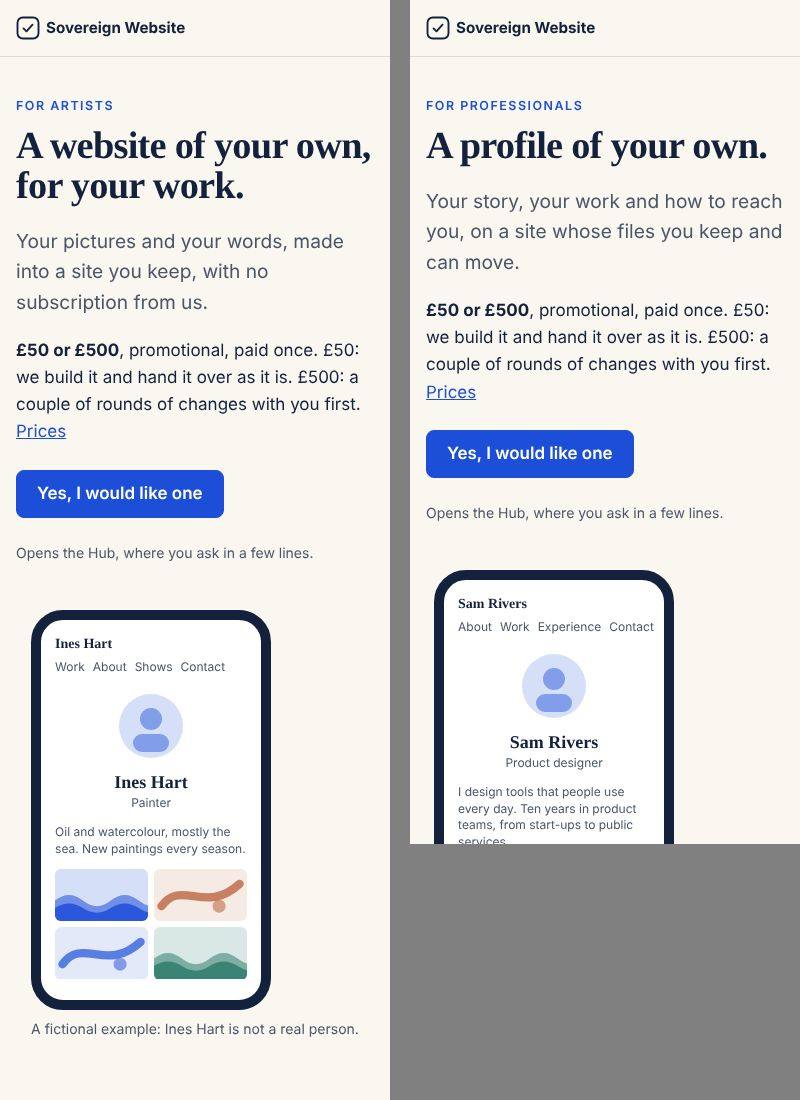 Sovereign Website
FOR ARTISTS
A website of your own,
for your work.
Your pictures and your words, made
into a site you keep, with no
subscription from us.
£50 or £500, promotional, paid once. £50:
we build it and hand it over as it is. £500: a
couple of rounds of changes with you first.
Prices
Yes, I would like one
Opens the Hub, where you ask in a few lines.
Ines Hart
Work About Shows Contact
Ines Hart
Painter
Oil and watercolour, mostly the
sea. New paintings every season.
A fictional example: Ines Hart is not a real person.
Sovereign Website
FOR PROFESSIONALS
A profile of your own.
Your story, your work and how to reach
you, on a site whose files you keep and
can move.
£50 or £500, promotional, paid once. £50:
we build it and hand it over as it is. £500: a
couple of rounds of changes with you first.
Prices
Yes, I would like one
Opens the Hub, where you ask in a few lines.
Sam Rivers
About Work Experience Contact
Sam Rivers
Product designer
I design tools that people use
every day. Ten years in product
teams, from start-ups to public
services.